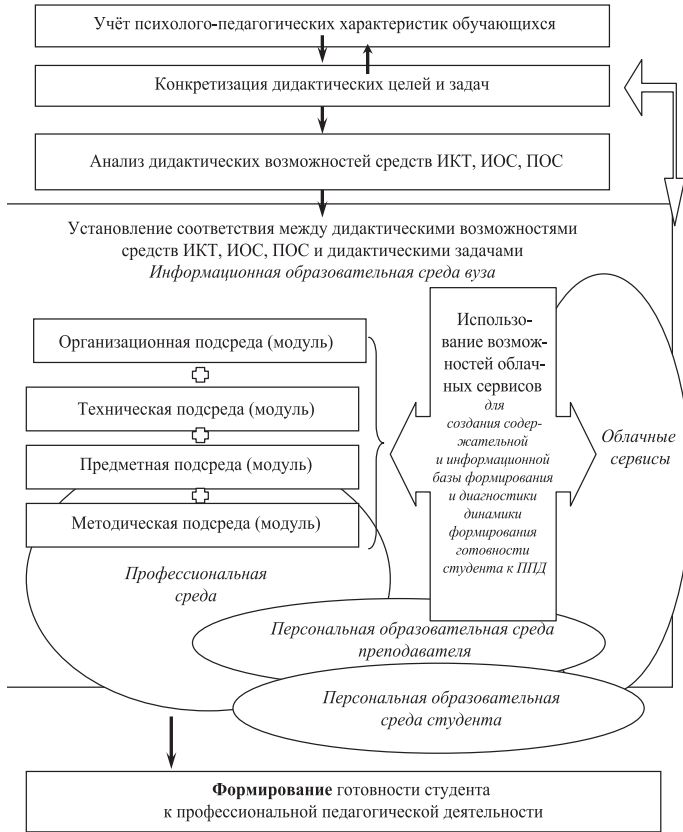 Учёт психолого-педагогических характеристик обучающихся
Конкретизация дидактических целей и задач
Анализ дидактических возможностей средств ИКТ, ИОС, ПОС
Установление соответствия между дидактическими возможностями
средств ИКТ, ИОС, ПОС и дидактическими задачами
Информационная образовательная среда вуза
Организационная подсреда (модуль)
Техническая подсреда (модуль)
Предметная подсреда (модуль)
Методическая подсреда (модуль)
Использо-
вание возмож-
ностей облач-
ных сервисов
для
создания содер-
жательной
и информационной
базы формирования
и диагностики
динамики
формирования
готовности
студента к ППД
Облачные
сервисы
Профессиональная
среда
Персональная образовательная среда
преподавателя
Персональная образовательная
среда студента
Формирование готовности студента
к профессиональной педагогической деятельности